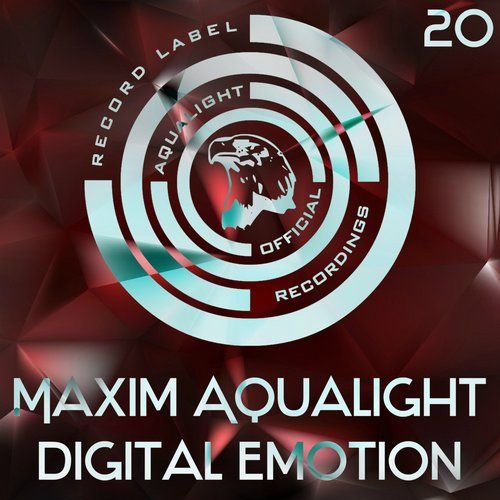 20
RECORD LABEL
AQUALIGHT
OFFICIAL
RECORDINGS
MAXIM AQUALIGHT
DIGITAL EMOTION